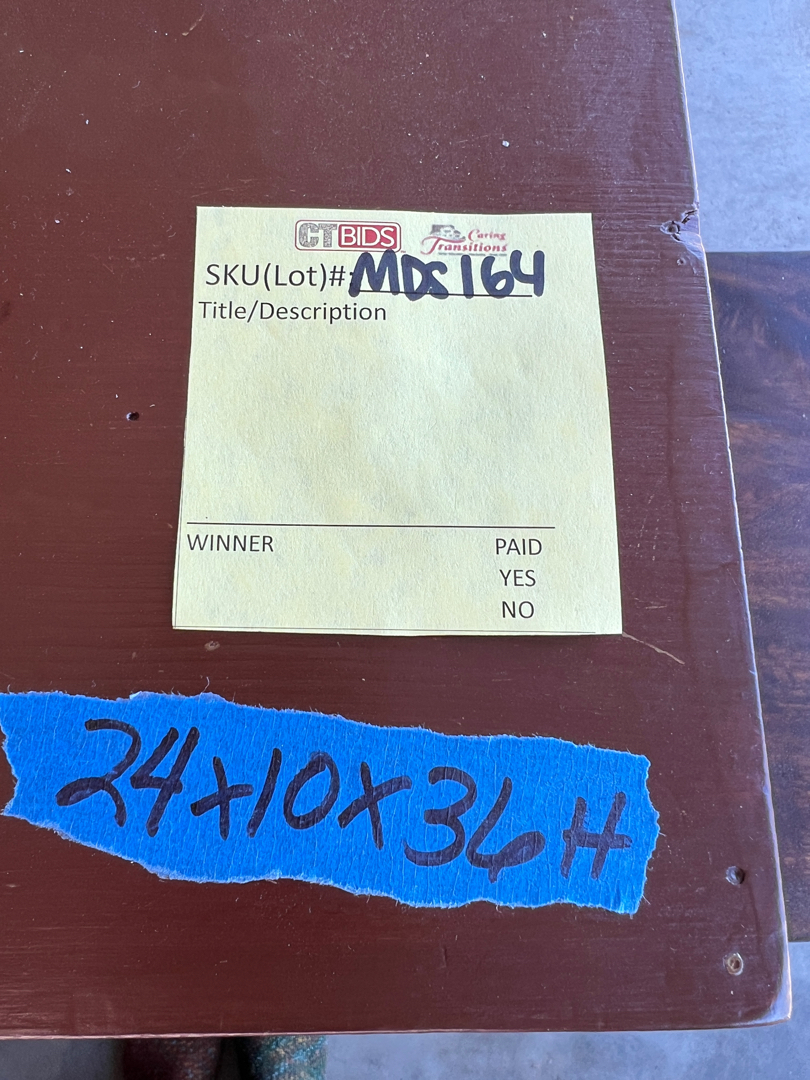 CTBIDS
Caring
Transitions
SKU(Lot)#: MDS164
Title/Description
WINNER
PAID
YES
NO
24x10x36H